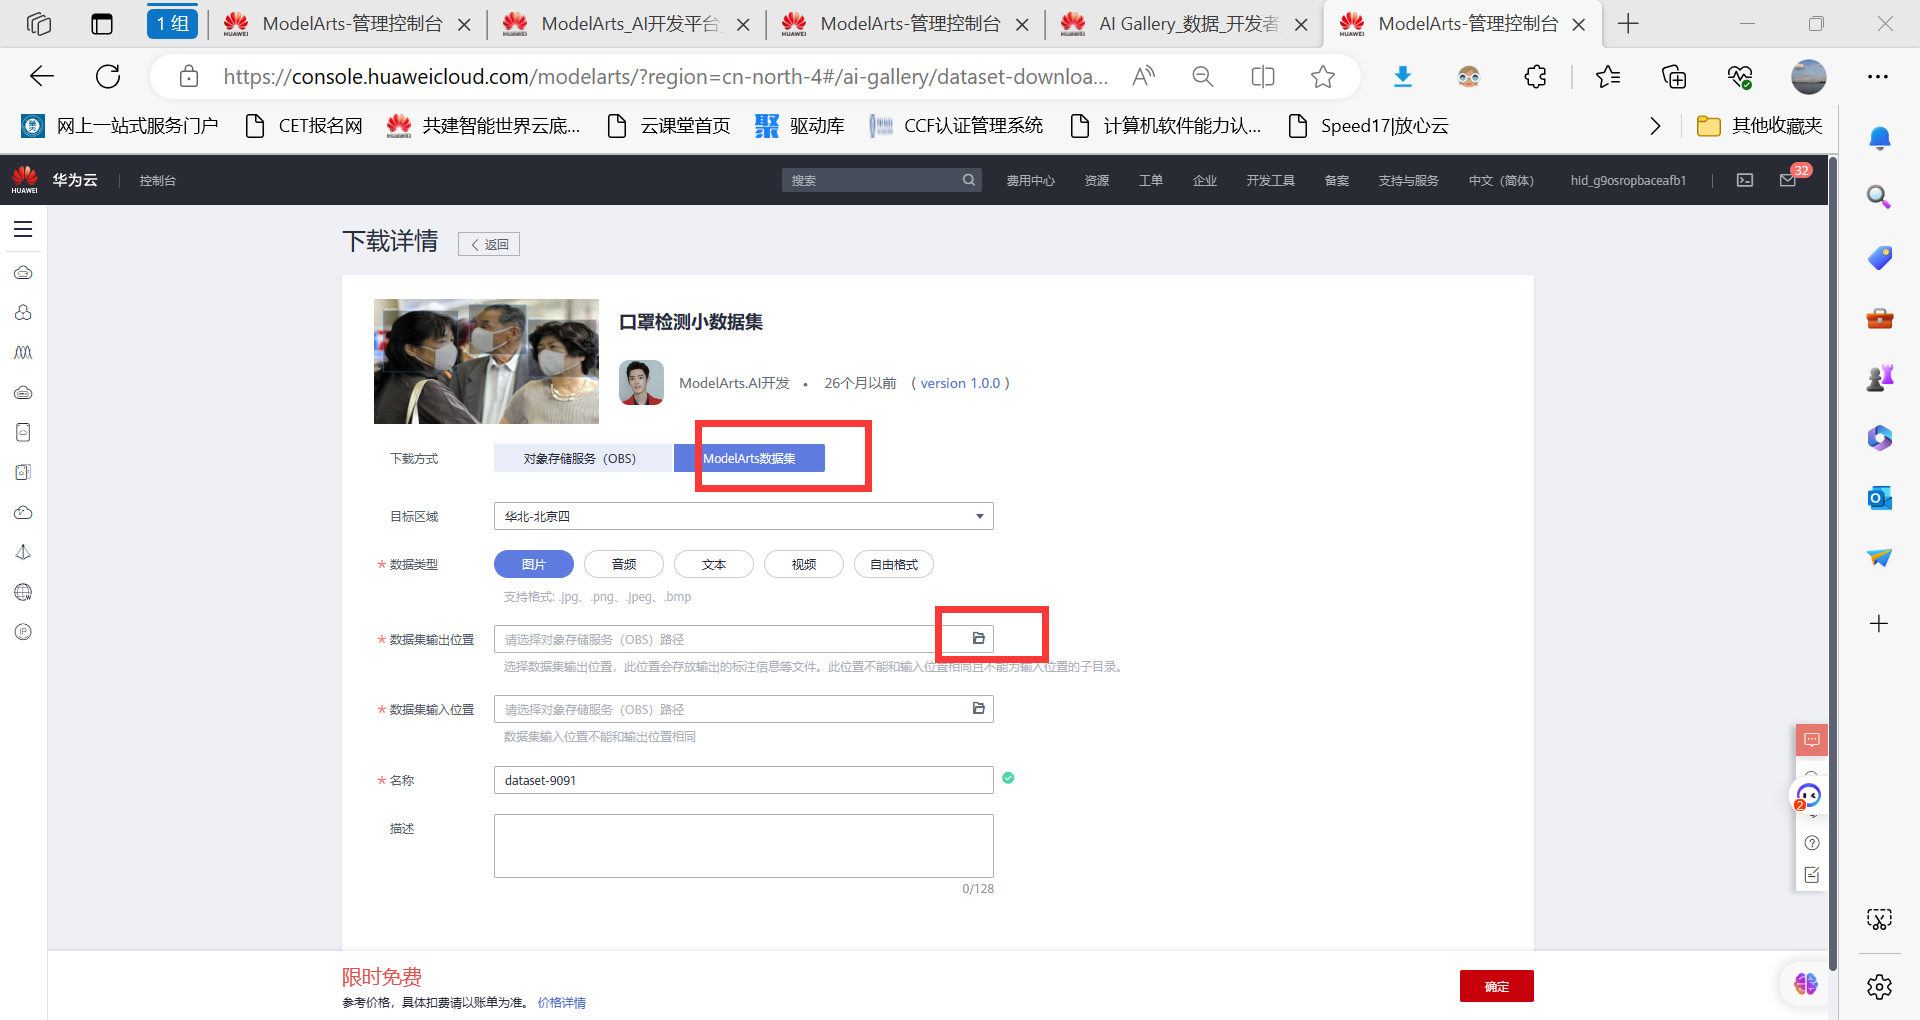 1 组
ModelArts-管理控制台
ModelArts_AI开发平台
ModelArts-管理控制台
AI Gallery_数据_开发者
ModelArts-管理控制台
https://console.huaweicloud.com/modelarts/?region=cn-north-4#/ai-gallery/dataset-downloa...
网上一站式服务门户
CET报名网
共建智能世界云底...
云课堂首页
驱动库
CCF认证管理系统
计算机软件能力认...
Speed17|放心云
其他收藏夹
HUAWEI
华为云
控制台
搜索
费用中心
资源
工单
企业
开发工具
备案
支持与服务
中文（简体）
hid_g9osropbaceafb1
32
下载详情
返回
口罩检测小数据集
ModelArts.AI开发
26个月以前
( version 1.0.0 )
下载方式
对象存储服务（OBS）
ModelArts数据集
目标区域
华北-北京四
* 数据类型
图片
音频
文本
视频
自由格式
支持格式: .jpg、.png、.jpeg、.bmp
* 数据集输出位置
请选择对象存储服务（OBS）路径
选择数据集输出位置，此位置会存放输出的标注信息等文件。此位置不能和输入位置相同且不能为输入位置的子目录。
* 数据集输入位置
请选择对象存储服务（OBS）路径
数据集输入位置不能和输出位置相同
* 名称
dataset-9091
描述
0/128
2
限时免费
参考价格，具体扣费请以账单为准。 价格详情
确定